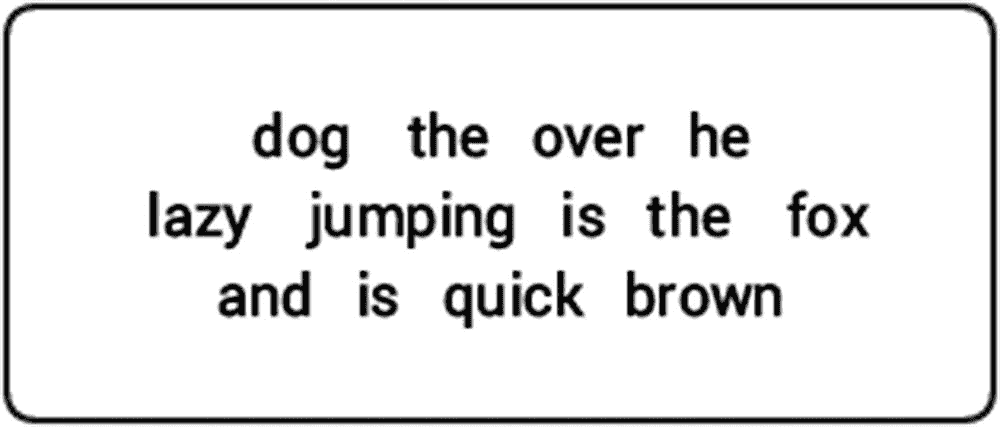 dog the over he
lazy jumping is the fox
and is quick brown